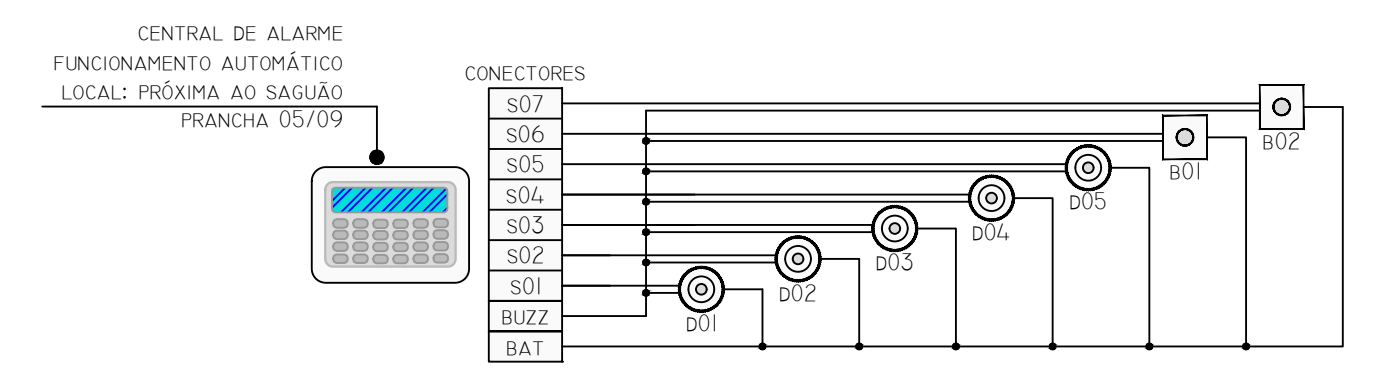 CENTRAL DE ALARME
FUNCIONAMENTO AUTOMÁTICO
LOCAL: PRÓXIMA AO SAGUÃO
PRANCHA 05/09
CONECTORES
S07
S06
S05
S04
S03
S02
S01
BUZZ
BAT
D01
D02
D03
D04
D05
B01
B02